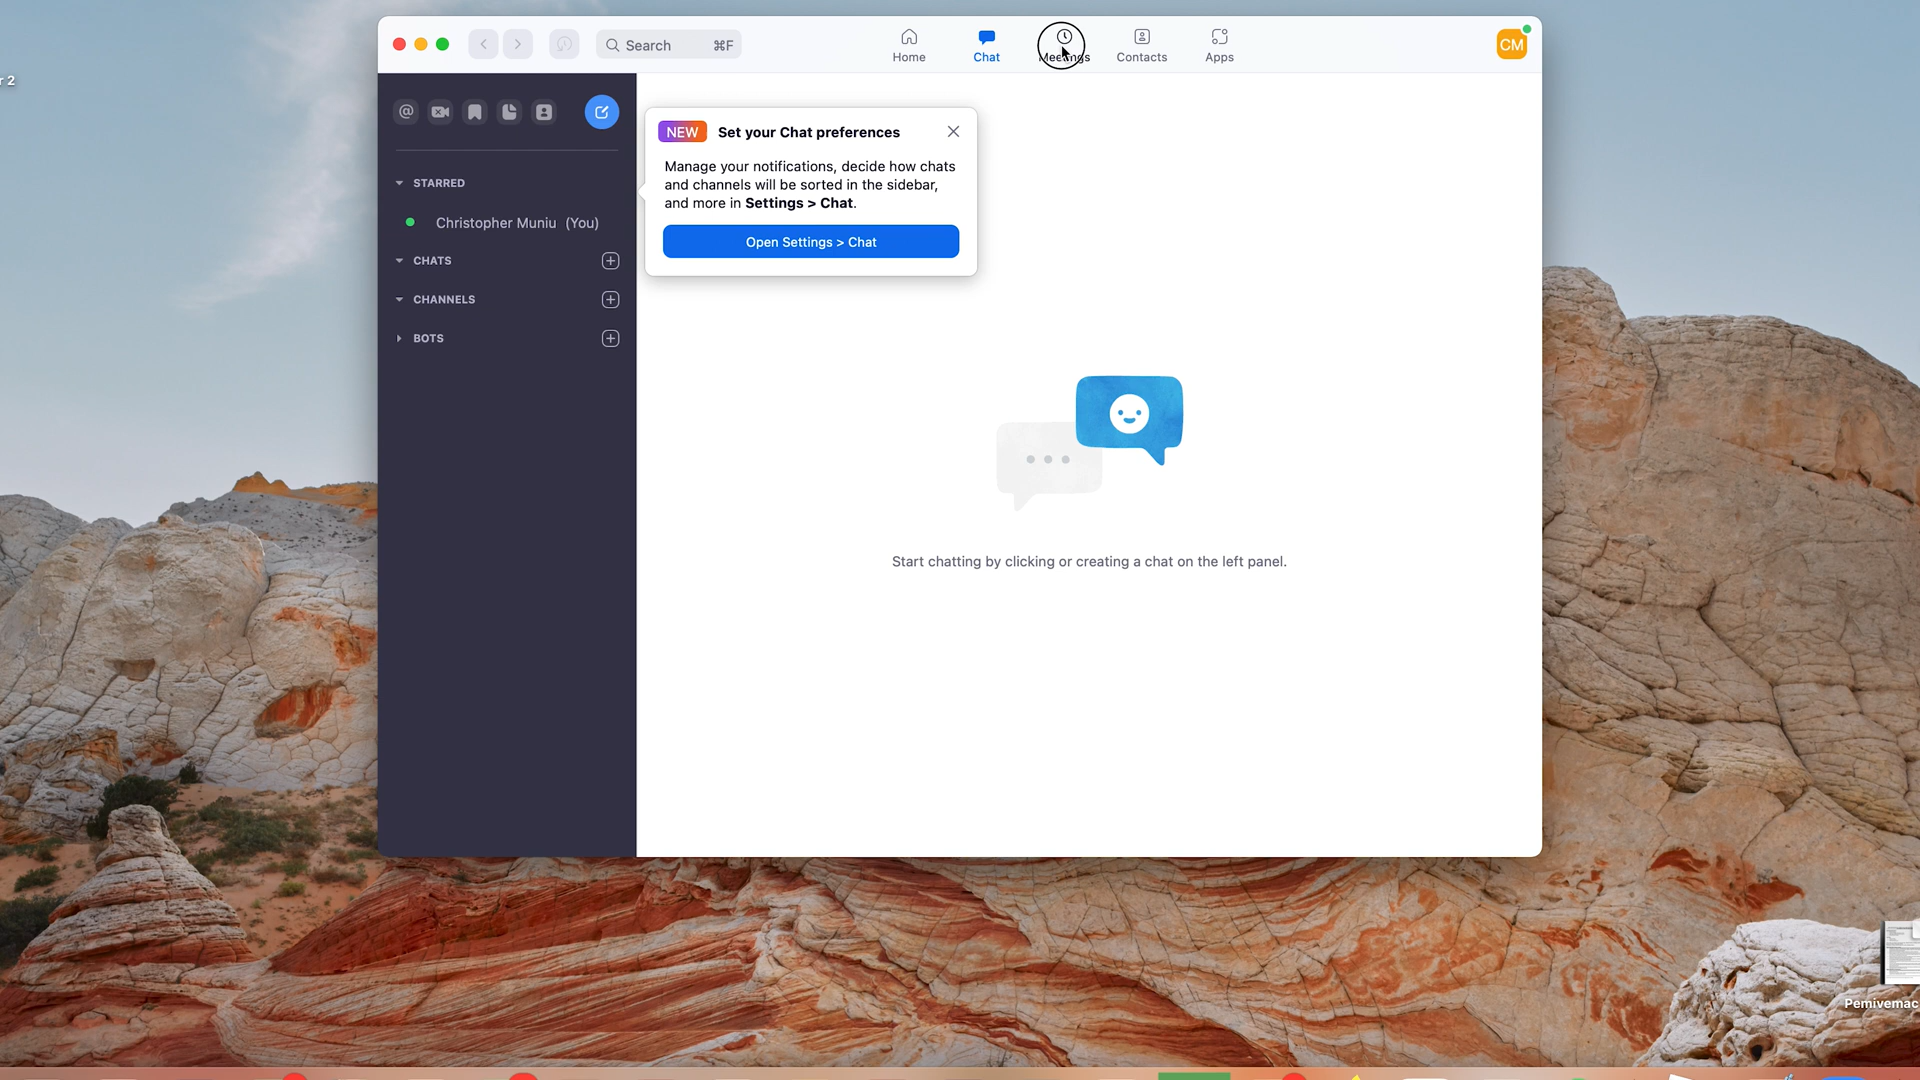 r 2
Search ⌘F
Home
Chat
Meetings
Contacts
Apps
CM
NEW Set your Chat preferences
Manage your notifications, decide how chats
and channels will be sorted in the sidebar,
and more in Settings > Chat.
Open Settings > Chat
STARRED
Christopher Muniu (You)
CHATS
CHANNELS
BOTS
Start chatting by clicking or creating a chat on the left panel.
Pemivemac